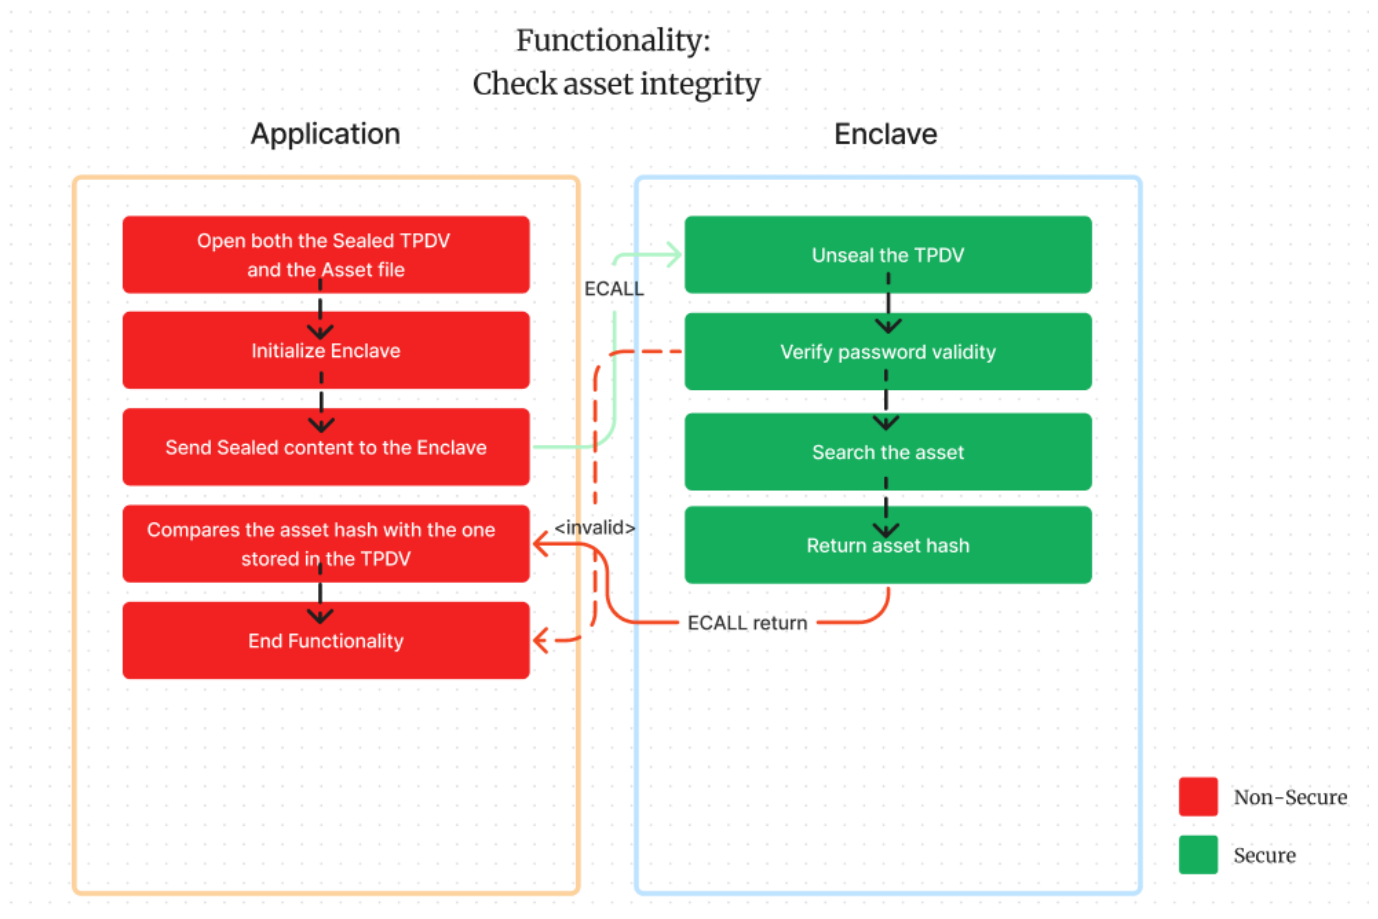 Functionality:
Check asset integrity
Application
Enclave
Open both the Sealed TPDV
and the Asset file
Initialize Enclave
Send Sealed content to the Enclave
Compares the asset hash with the one
stored in the TPDV
End Functionality
ECALL
<invalid>
ECALL return
Unseal the TPDV
Verify password validity
Search the asset
Return asset hash
Non-Secure
Secure